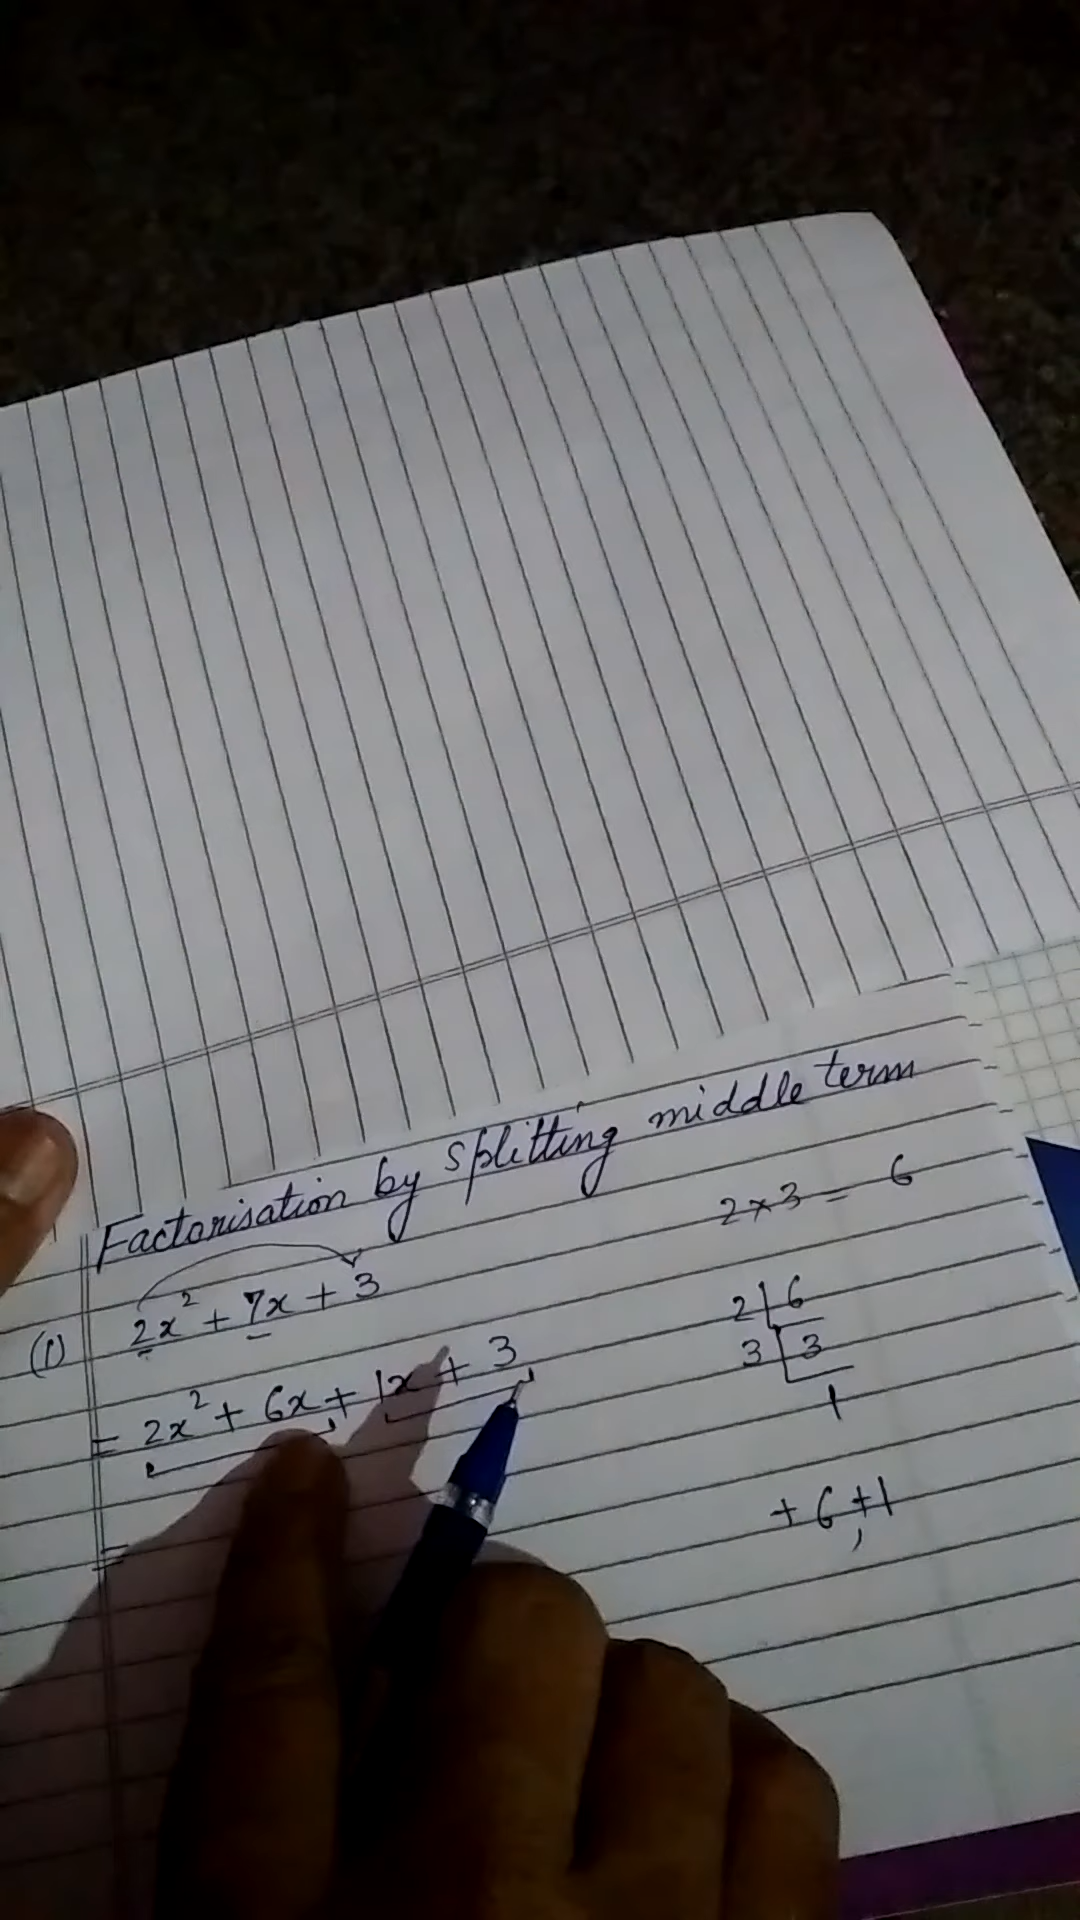 Factorisation by splitting middle term
2 x 3 = 6
(1) 2x² + 7x + 3
2 | 6
3 | 3
1
= 2x² + 6x + 1x + 3
+ 6, +1
=